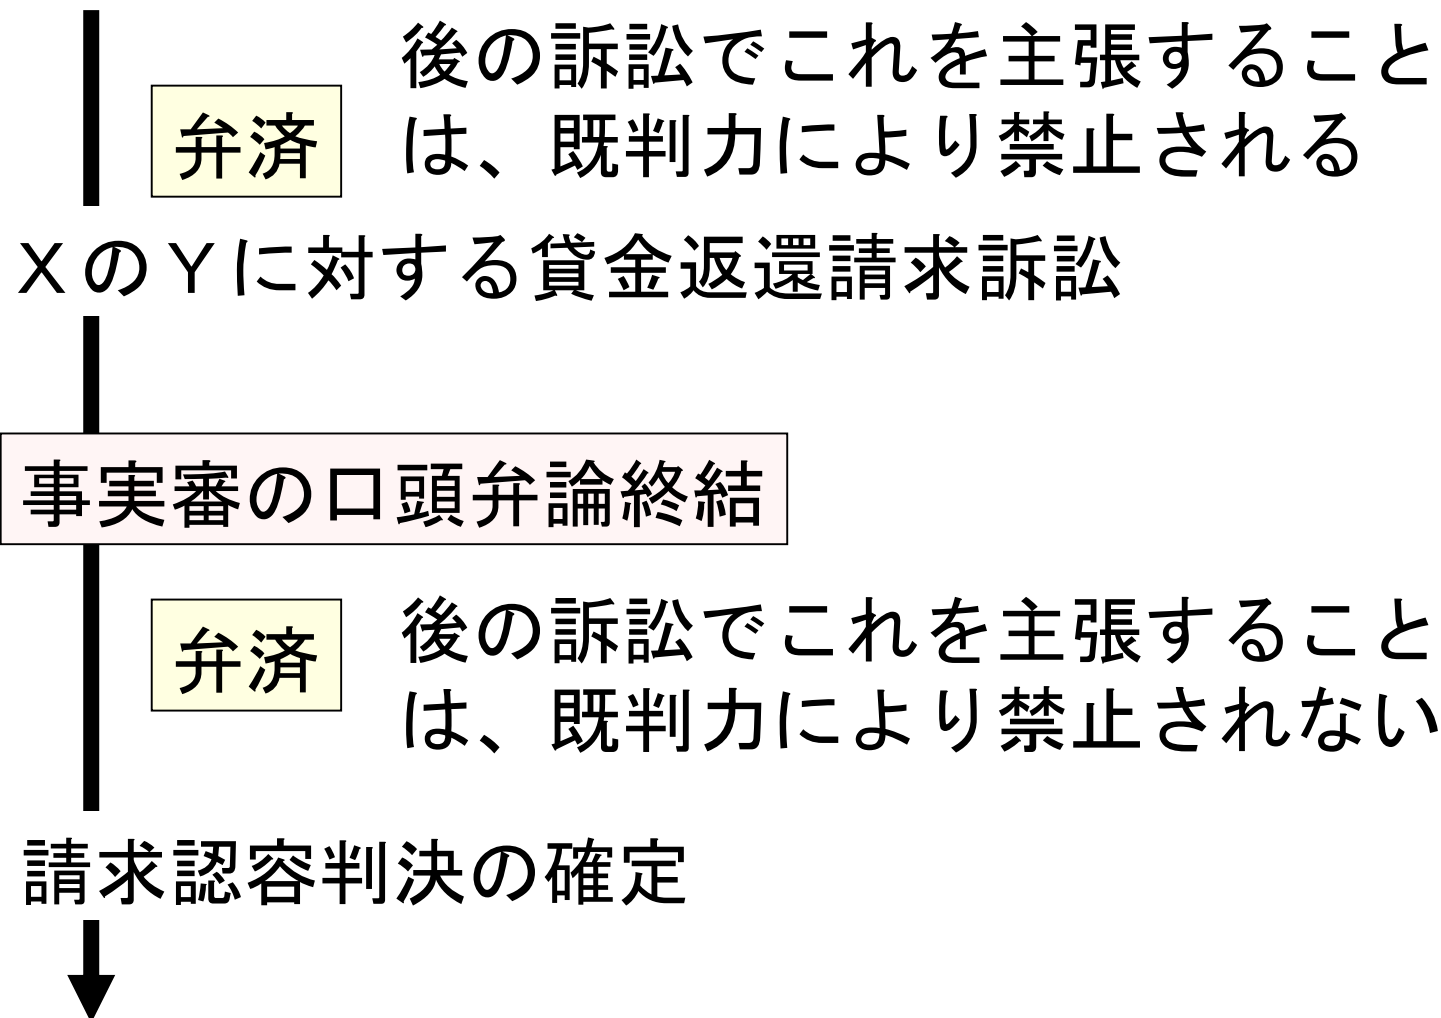 後の訴訟でこれを主張すること
弁済
は、既判力により禁止される
XのYに対する貸金返還請求訴訟
事実審の口頭弁論終結
後の訴訟でこれを主張すること
弁済
は、既判力により禁止されない
請求認容判決の確定